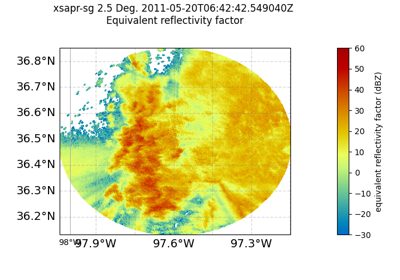 xsapr-sg 2.5 Deg. 2011-05-20T06:42:42.549040Z
Equivalent reflectivity factor
36.8°N
36.7°N
36.6°N
36.5°N
36.4°N
36.3°N
36.2°N
98°W 97.9°W 97.6°W 97.3°W
60
50
40
30
20
10
0
−10
−20
−30
equivalent reflectivity factor (dBZ)